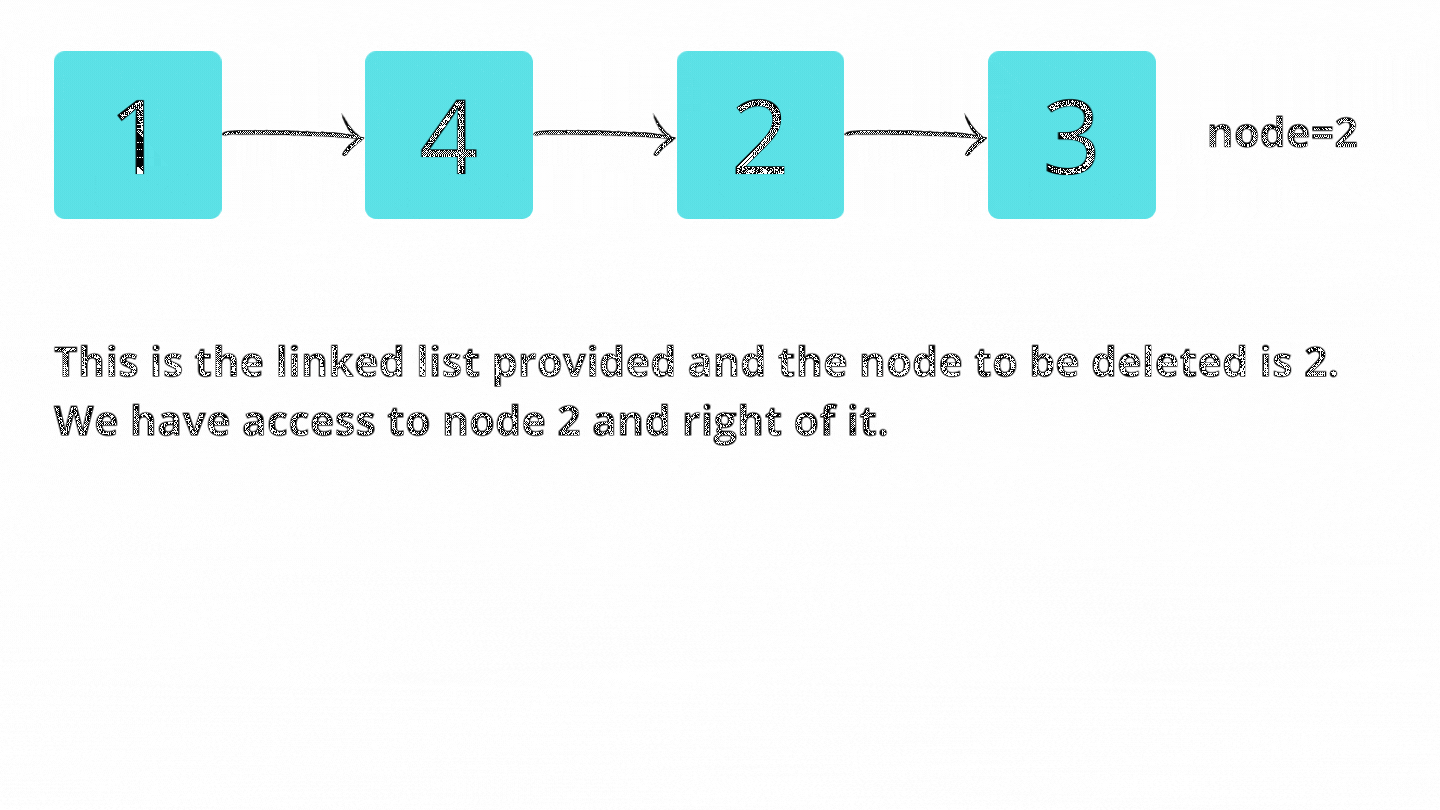 1 4 2 3 node=2
This is the linked list provided and the node to be deleted is 2.
We have access to node 2 and right of it.